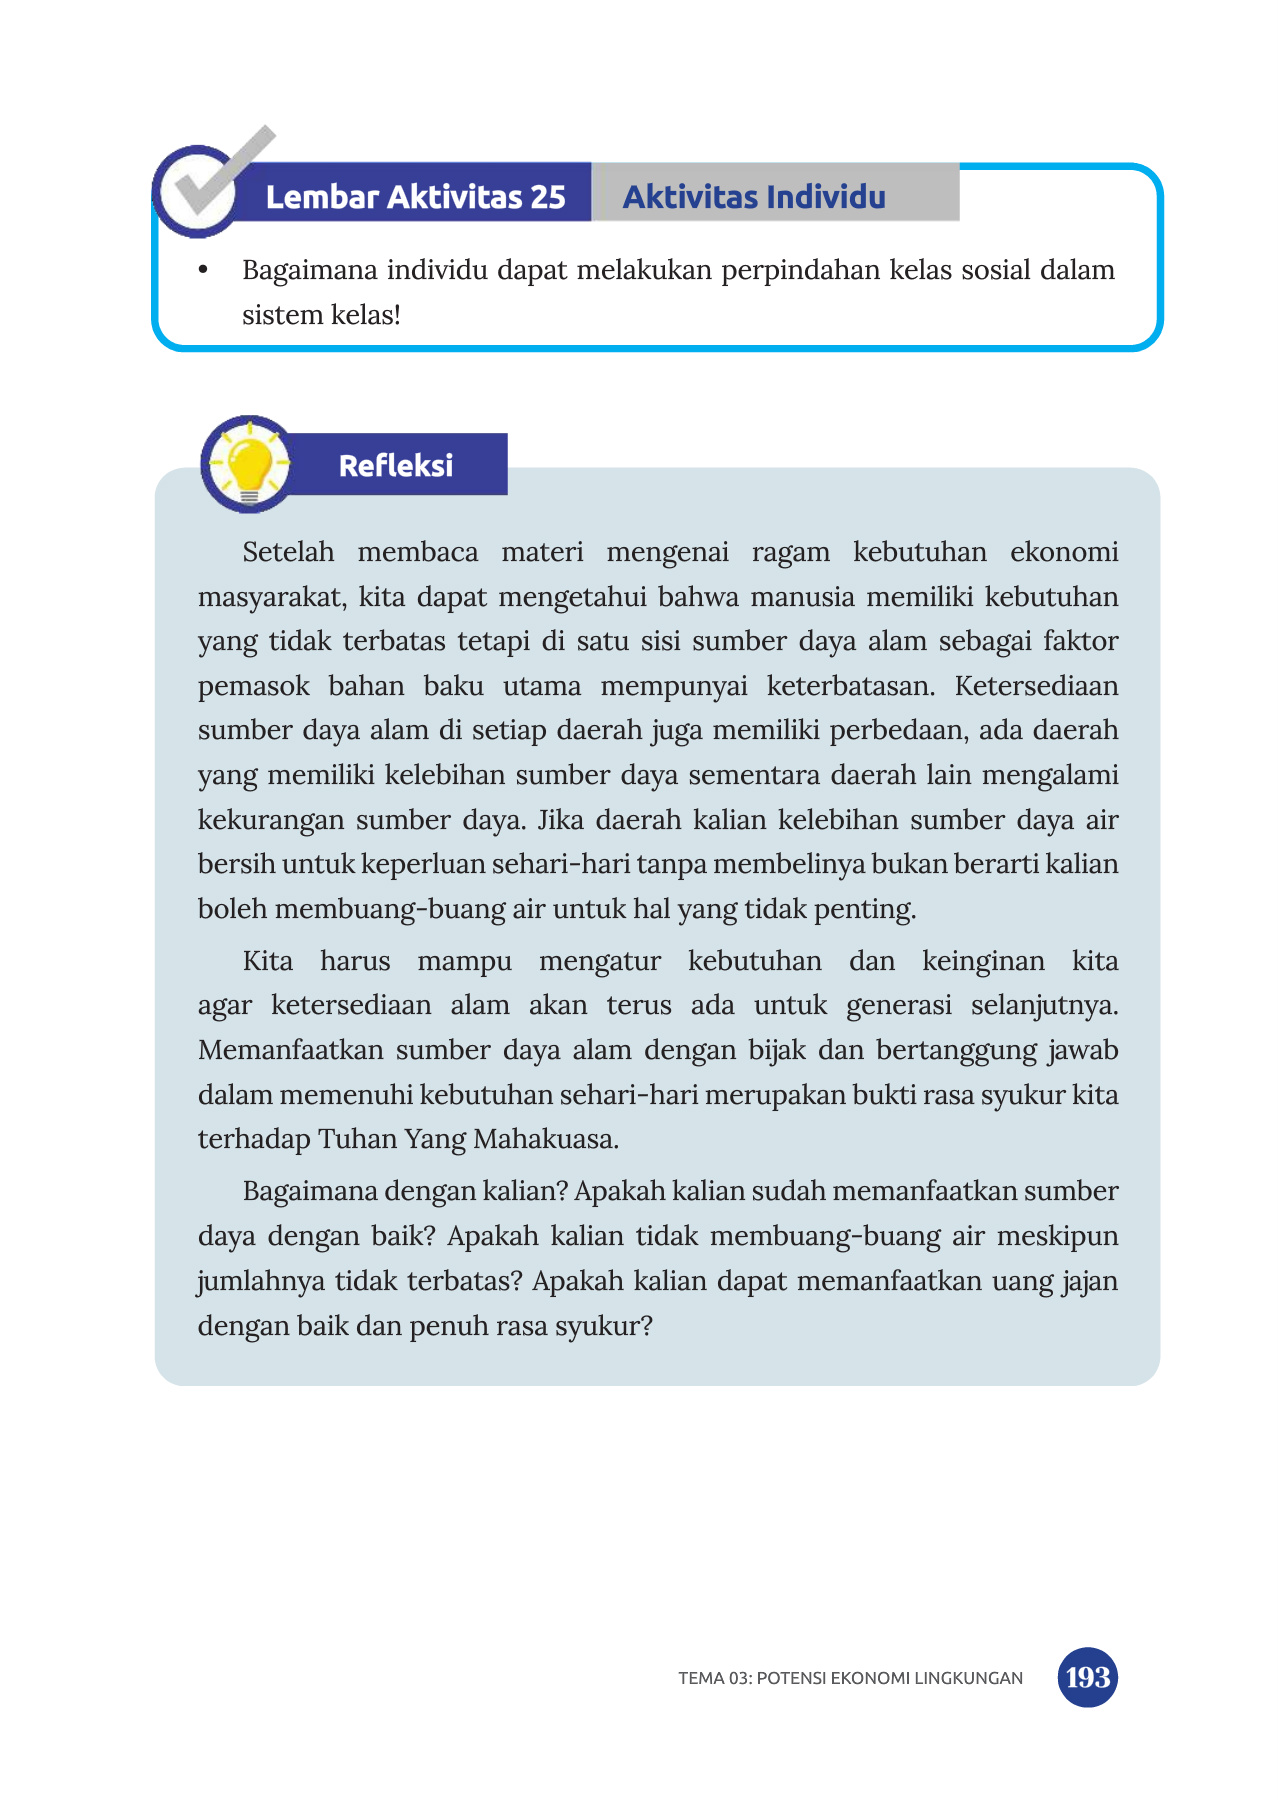 Lembar Aktivitas 25 Aktivitas Individu
• Bagaimana individu dapat melakukan perpindahan kelas sosial dalam
sistem kelas!
Refleksi
Setelah membaca materi mengenai ragam kebutuhan ekonomi
masyarakat, kita dapat mengetahui bahwa manusia memiliki kebutuhan
yang tidak terbatas tetapi di satu sisi sumber daya alam sebagai faktor
pemasok bahan baku utama mempunyai keterbatasan. Ketersediaan
sumber daya alam di setiap daerah juga memiliki perbedaan, ada daerah
yang memiliki kelebihan sumber daya sementara daerah lain mengalami
kekurangan sumber daya. Jika daerah kalian kelebihan sumber daya air
bersih untuk keperluan sehari-hari tanpa membelinya bukan berarti kalian
boleh membuang-buang air untuk hal yang tidak penting.
Kita harus mampu mengatur kebutuhan dan keinginan kita
agar ketersediaan alam akan terus ada untuk generasi selanjutnya.
Memanfaatkan sumber daya alam dengan bijak dan bertanggung jawab
dalam memenuhi kebutuhan sehari-hari merupakan bukti rasa syukur kita
terhadap Tuhan Yang Mahakuasa.
Bagaimana dengan kalian? Apakah kalian sudah memanfaatkan sumber
daya dengan baik? Apakah kalian tidak membuang-buang air meskipun
jumlahnya tidak terbatas? Apakah kalian dapat memanfaatkan uang jajan
dengan baik dan penuh rasa syukur?
TEMA 03: POTENSI EKONOMI LINGKUNGAN 193